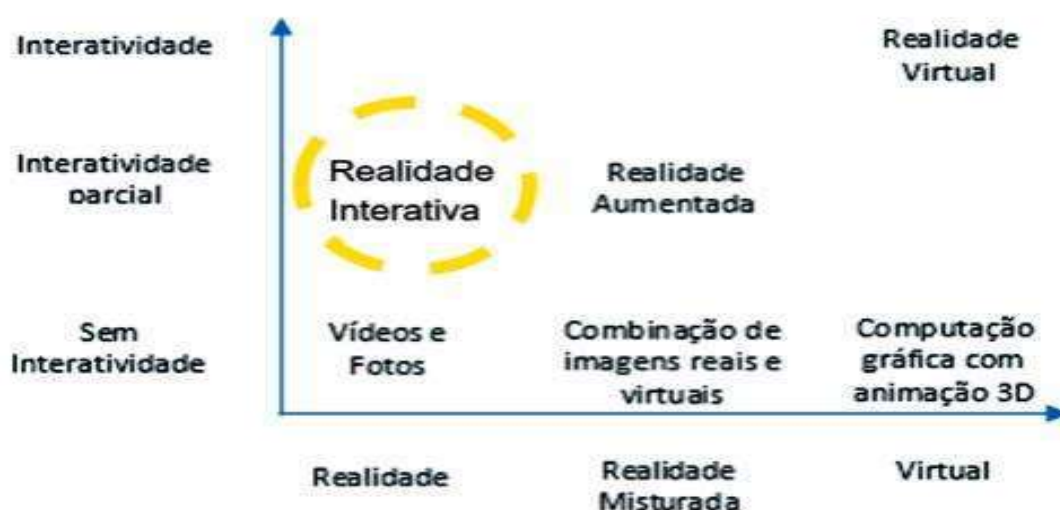 Interatividade
Realidade
Virtual
Interatividade
parcial
Realidade
Interativa
Realidade
Aumentada
Sem
Interatividade
Vídeos e
Fotos
Combinação de
imagens reais e
virtuais
Computação
gráfica com
animação 3D
Realidade
Realidade
Misturada
Virtual